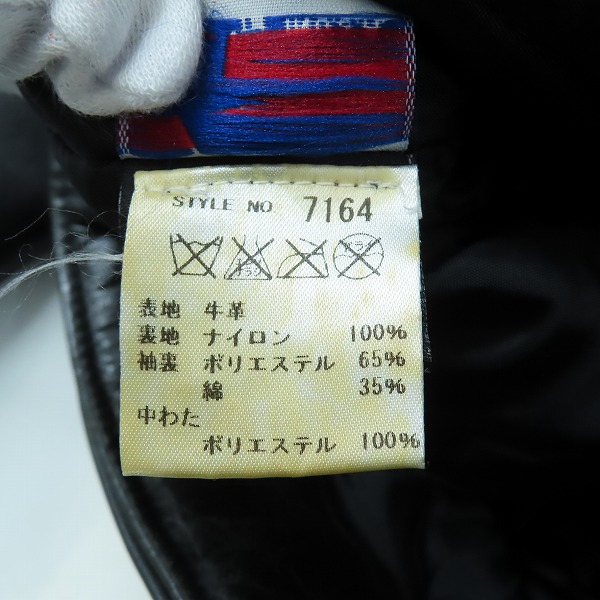 STYLE NO 7164
表地 牛革
裏地 ナイロン 100%
袖裏 ポリエステル 65%
綿 35%
中わた
ポリエステル 100%